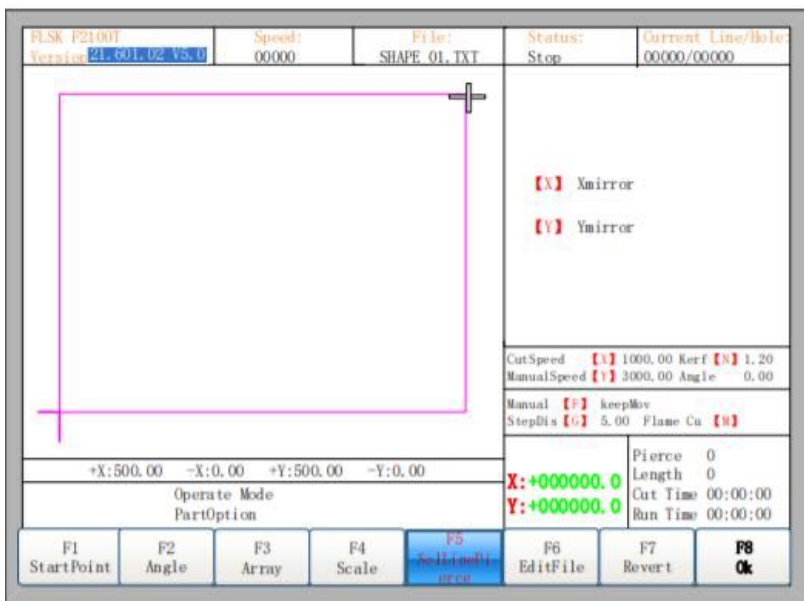 FLSK F2100T
Version 21.601.02 V5.0
Speed:
00000
File:
SHAPE 01.TXT
Status:
Stop
Current Line/Hole:
00000/00000
【X】 Xmirror
【Y】 Ymirror
CutSpeed 【X】 1000.00 Kerf 【N】 1.20
ManualSpeed 【Y】 3000.00 Angle 0.00
Manual 【F】 keepMov
StepDis 【G】 5.00 Flame Cu 【M】
+X:500.00 -X:0.00 +Y:500.00 -Y:0.00
Operate Mode
PartOption
X:+000000.0
Y:+000000.0
Pierce 0
Length 0
Cut Time 00:00:00
Run Time 00:00:00
F1
StartPoint
F2
Angle
F3
Array
F4
Scale
F5
SelLinePi
erce
F6
EditFile
F7
Revert
F8
Ok